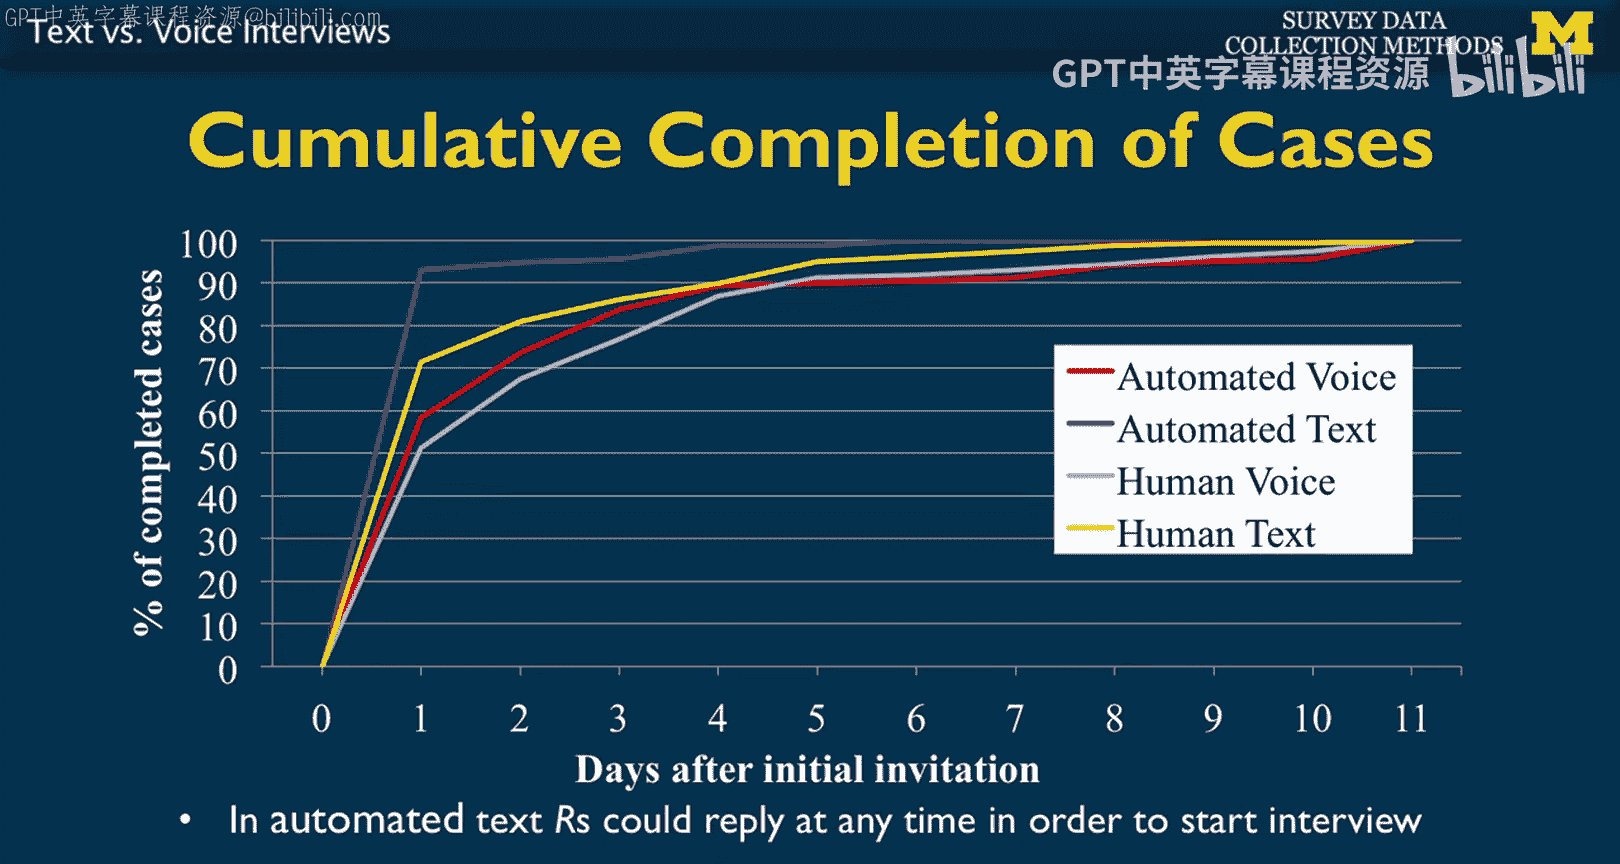 GPT中英字幕课程资源@bilibili.com
Text vs. Voice Interviews
SURVEY DATA
COLLECTION METHODS
M
GPT中英字幕课程资源 bilibili
Cumulative Completion of Cases
% of completed cases
100
90
80
70
60
50
40
30
20
10
0
Automated Voice
Automated Text
Human Voice
Human Text
0 1 2 3 4 5 6 7 8 9 10 11
Days after initial invitation
• In automated text Rs could reply at any time in order to start interview